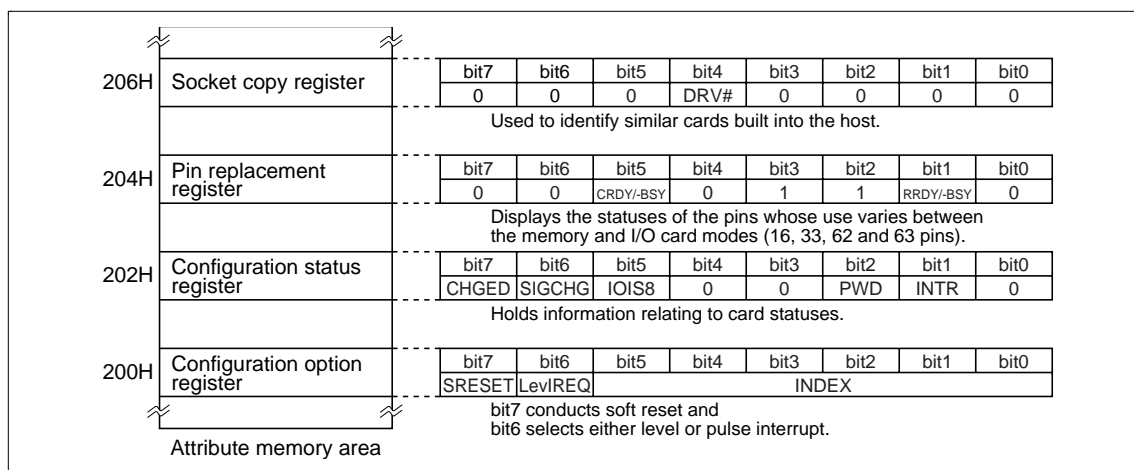 206H Socket copy register
bit7 bit6 bit5 bit4 bit3 bit2 bit1 bit0
0 0 0 DRV# 0 0 0 0
Used to identify similar cards built into the host.
204H Pin replacement
register
bit7 bit6 bit5 bit4 bit3 bit2 bit1 bit0
0 0 CRDY/-BSY 0 1 1 RRDY/-BSY 0
Displays the statuses of the pins whose use varies between
the memory and I/O card modes (16, 33, 62 and 63 pins).
202H Configuration status
register
bit7 bit6 bit5 bit4 bit3 bit2 bit1 bit0
CHGED SIGCHG IOIS8 0 0 PWD INTR 0
Holds information relating to card statuses.
200H Configuration option
register
bit7 bit6 bit5 bit4 bit3 bit2 bit1 bit0
SRESET LevIREQ INDEX
bit7 conducts soft reset and
bit6 selects either level or pulse interrupt.
Attribute memory area